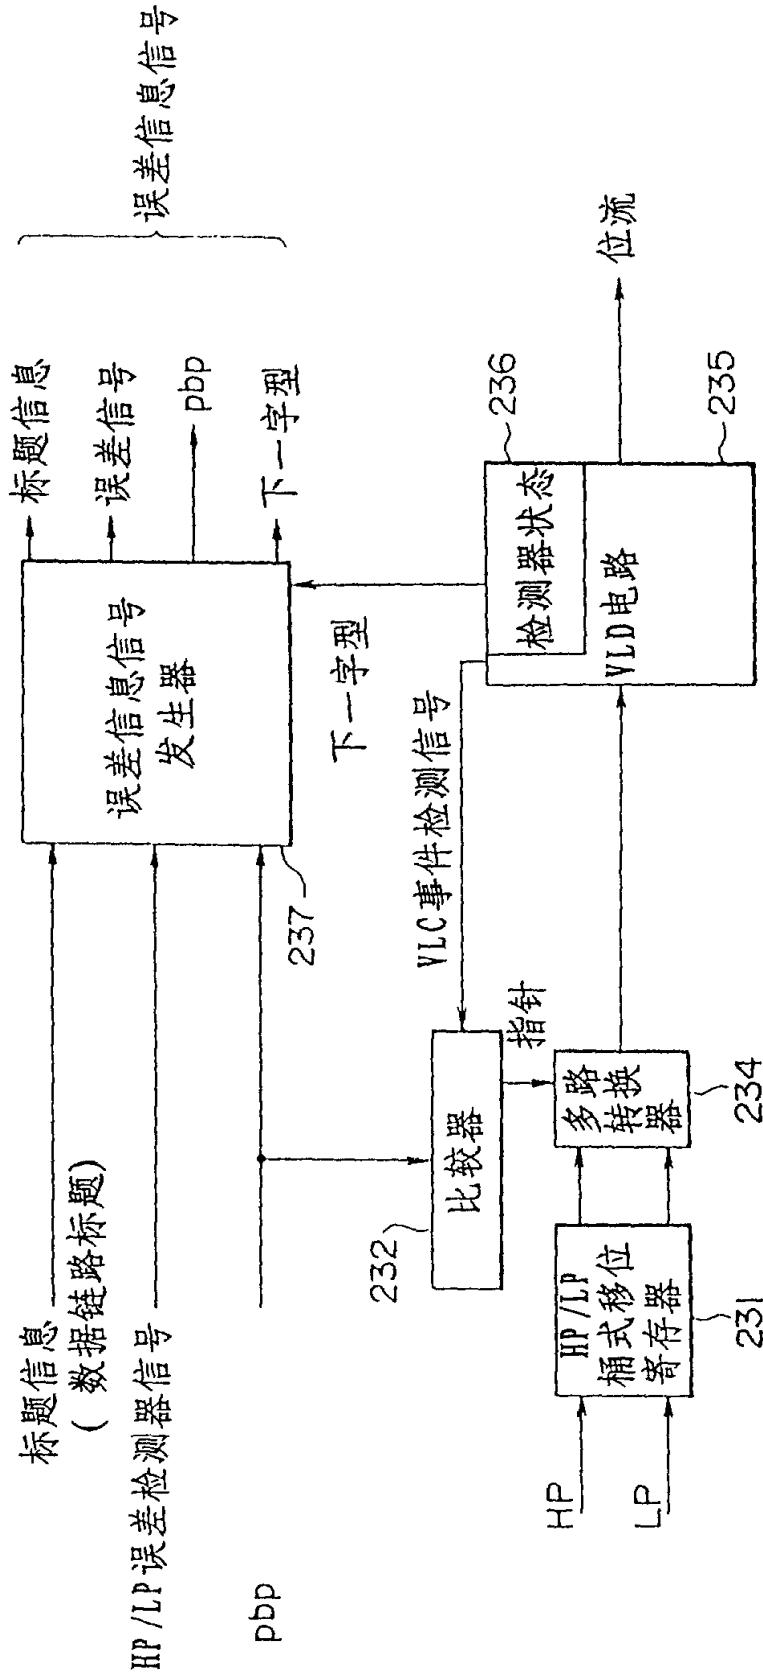 误差信息信号
标题信息
误差信号
pbp
下一字型
误差信息信号
发生器
237
标题信息
(数据链路标题)
HP/LP误差检测器信号
pbp
下一字型
VLC事件检测信号
比较器
232
指针
检测器状态
236
VLD电路
235
位流
多路
转换
器
234
HP/LP
桶式移位
寄存器
231
HP
LP